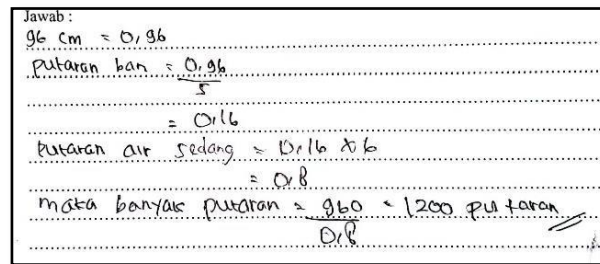 Jawab :
96 cm = 0,96
putaran ban = 0,96
5
= 0,16
putaran air sedang = 0,16 x 6
= 0,8
maka banyak putaran = 960 = 1200 putaran
0,8